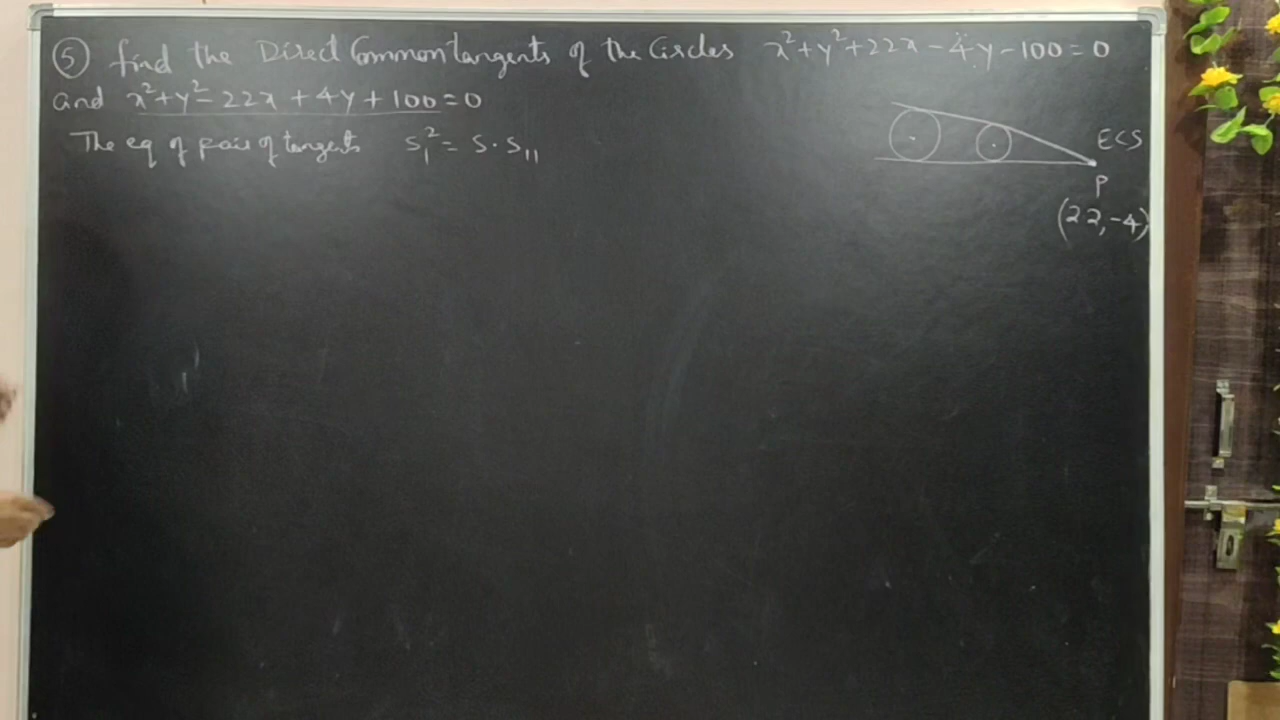 ⑤ find the Direct Common tangents of the Circles x²+y²+22x-4y-100=0
and x²+y²-22x+4y+100=0
The eq of pair of tangents S₁²=S·S₁₁
ECS
P
(22,-4)